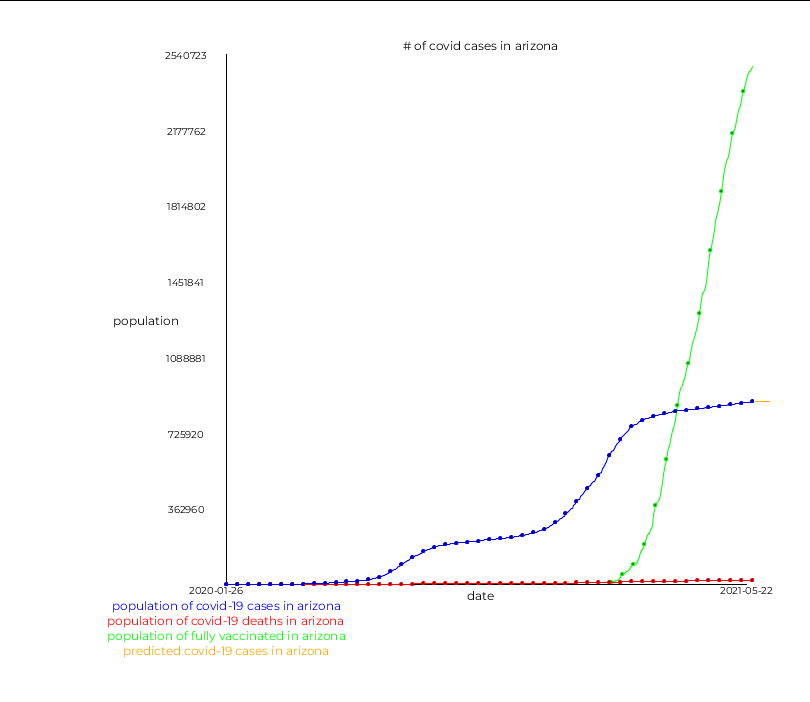 # of covid cases in arizona
2540723
2177762
1814802
1451841
population
1088881
725920
362960
2020-01-26
2021-05-22
date
population of covid-19 cases in arizona
population of covid-19 deaths in arizona
population of fully vaccinated in arizona
predicted covid-19 cases in arizona